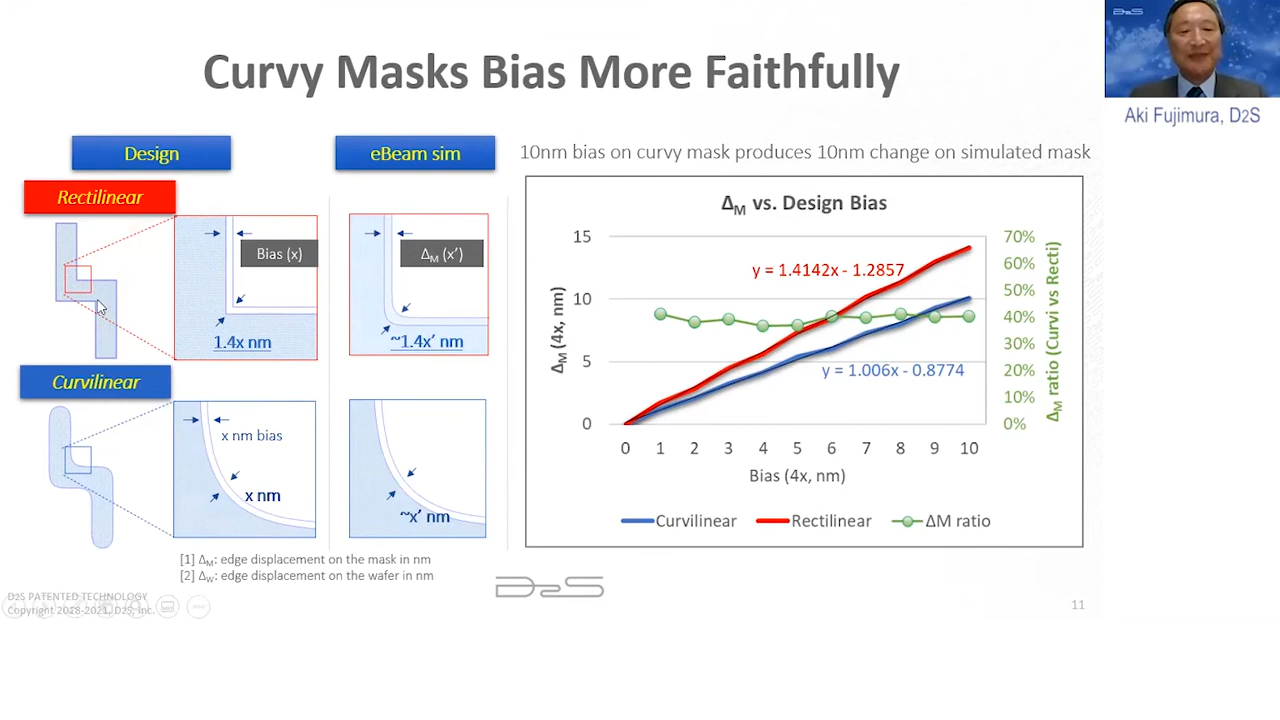 Curvy Masks Bias More Faithfully
D2S
Aki Fujimura, D2S
Design
eBeam sim
10nm bias on curvy mask produces 10nm change on simulated mask
Rectilinear
Bias (x)
1.4x nm
ΔM (x’)
~1.4x’ nm
Curvilinear
x nm bias
x nm
~x’ nm
ΔM vs. Design Bias
15
10
5
0
ΔM (4x, nm)
y = 1.4142x - 1.2857
y = 1.006x - 0.8774
70%
60%
50%
40%
30%
20%
10%
0%
ΔM ratio (Curvi vs Recti)
0 1 2 3 4 5 6 7 8 9 10
Bias (4x, nm)
Curvilinear Rectilinear ΔM ratio
[1] ΔM: edge displacement on the mask in nm
[2] ΔW: edge displacement on the wafer in nm
D2S PATENTED TECHNOLOGY
Copyright 2018-2021, D2S, Inc.
D2S
11